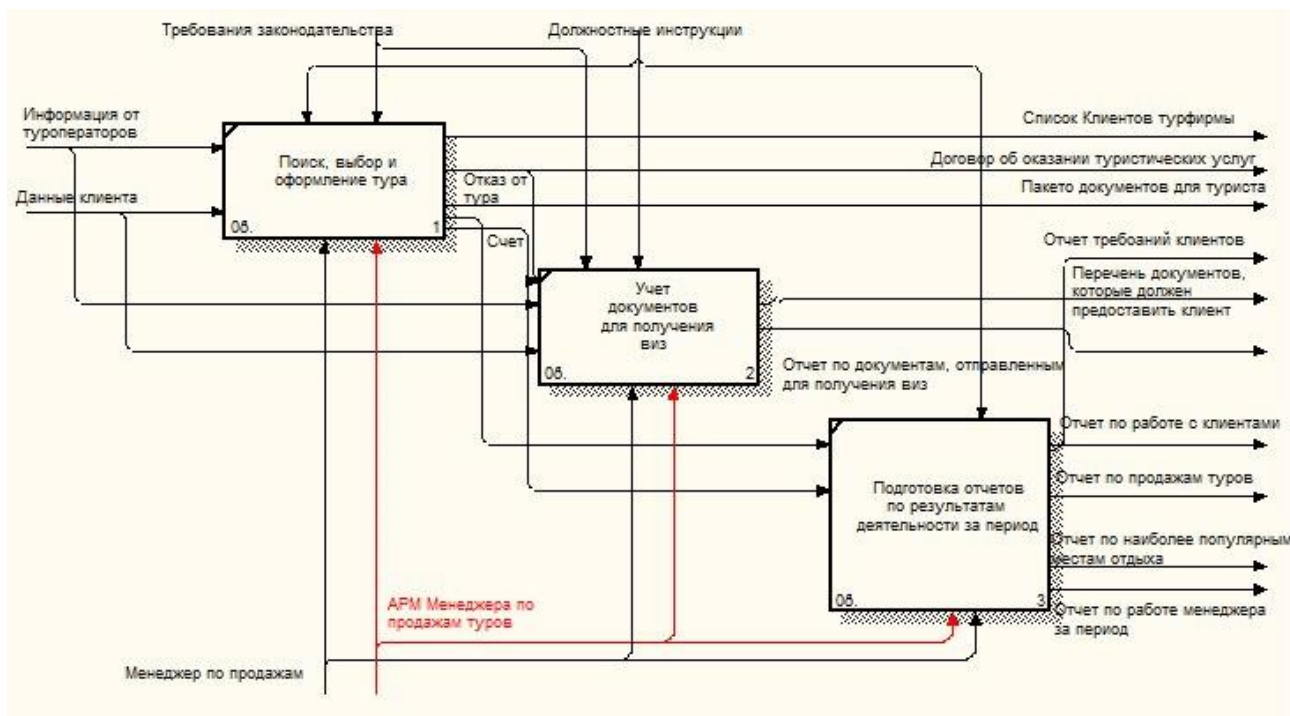 Требования законодательства
Должностные инструкции
Информация от
туроператоров
Данные клиента
Поиск, выбор и
оформление тура
0б.
1
Список Клиентов турфирмы
Договор об оказании туристических услуг
Отказ от
тура
Пакето документов для туриста
Счет
Отчет требоаний клиентов
Учет
документов
для получения
виз
0б.
2
Перечень документов,
которые должен
предоставить клиент
Отчет по документам, отправленным
для получения виз
Отчет по работе с клиентами
Подготовка отчетов
по результатам
деятельности за период
0б.
3
Отчет по продажам туров
Отчет по наиболее популярным
местам отдыха
Отчет по работе менеджера
за период
АРМ Менеджера по
продажам туров
Менеджер по продажам